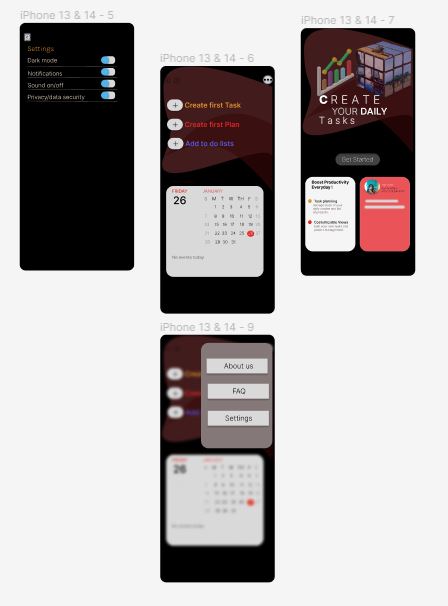 iPhone 13 & 14 - 5
Settings
Dark mode
Notifications
Sound on/off
Privacy/data security
iPhone 13 & 14 - 6
Create first Task
Create first Plan
Add to do lists
FRIDAY
26
JANUARY
S M T W TH F S
1 2 3 4 5 6
7 8 9 10 11 12 13
14 15 16 17 18 19 20
21 22 23 24 25 26 27
28 29 30 31
No events today
iPhone 13 & 14 - 7
CREATE
YOUR DAILY
Tasks
Get Started
Boost Productivity
Everyday!
Task planning
Customizable Views
iPhone 13 & 14 - 9
About us
FAQ
Settings
FRIDAY
26